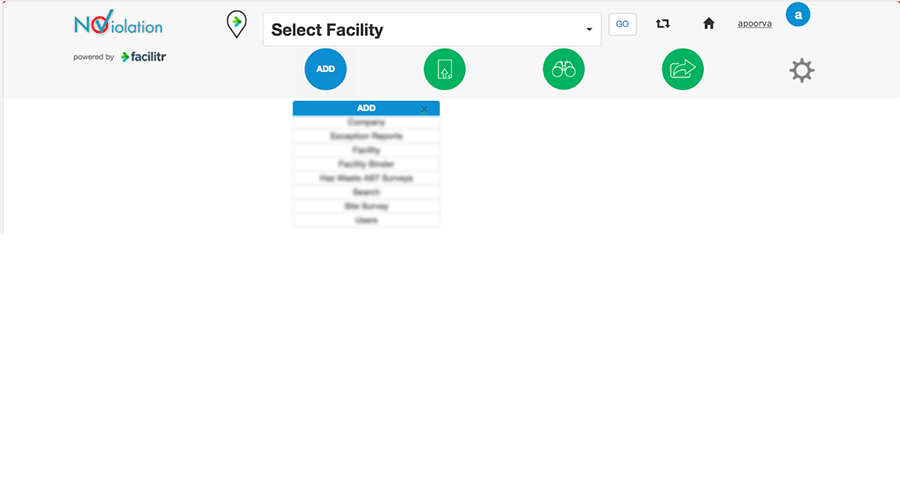 NOViolation
powered by facilitr
Select Facility
GO
apoorva
a
ADD
ADD x
Company
Exception Reports
Facility
Facility Binder
Haz Waste AST Surveys
Search
Site Survey
Users